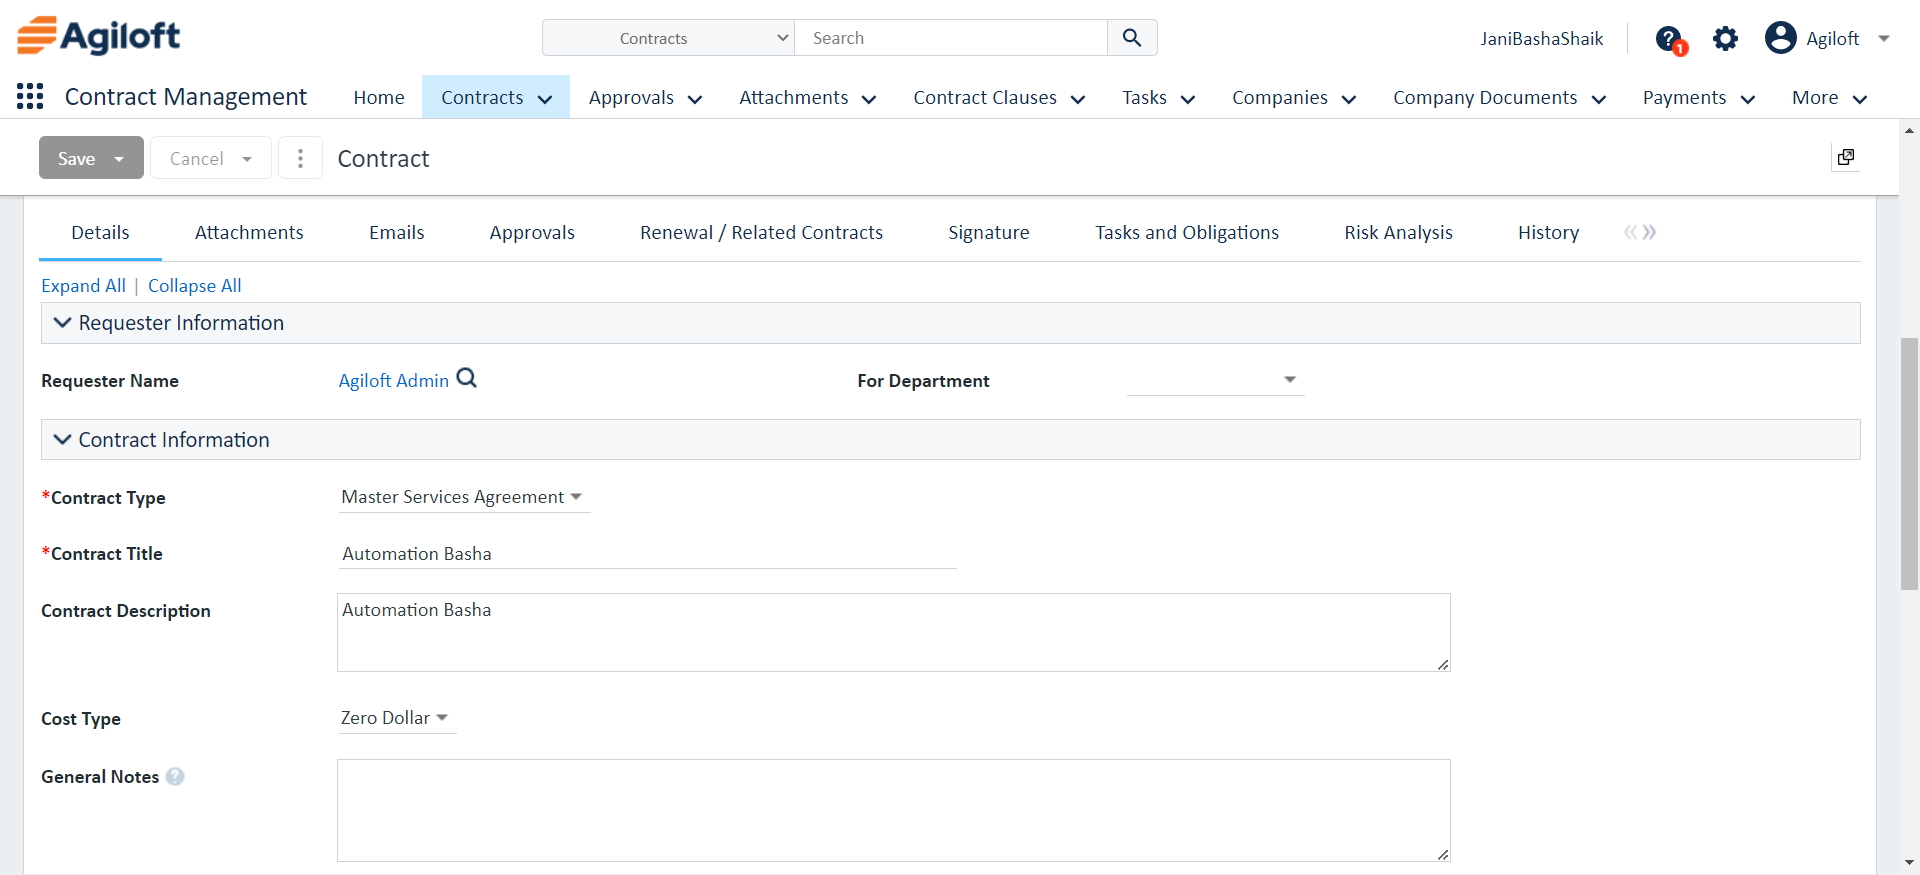 Agiloft
Contracts Search
JaniBashaShaik
1
Agiloft
Contract Management Home Contracts Approvals Attachments Contract Clauses Tasks Companies Company Documents Payments More
Save Cancel Contract
Details Attachments Emails Approvals Renewal / Related Contracts Signature Tasks and Obligations Risk Analysis History
Expand All | Collapse All
Requester Information
Requester Name Agiloft Admin For Department
Contract Information
*Contract Type Master Services Agreement
*Contract Title Automation Basha
Contract Description Automation Basha
Cost Type Zero Dollar
General Notes ?